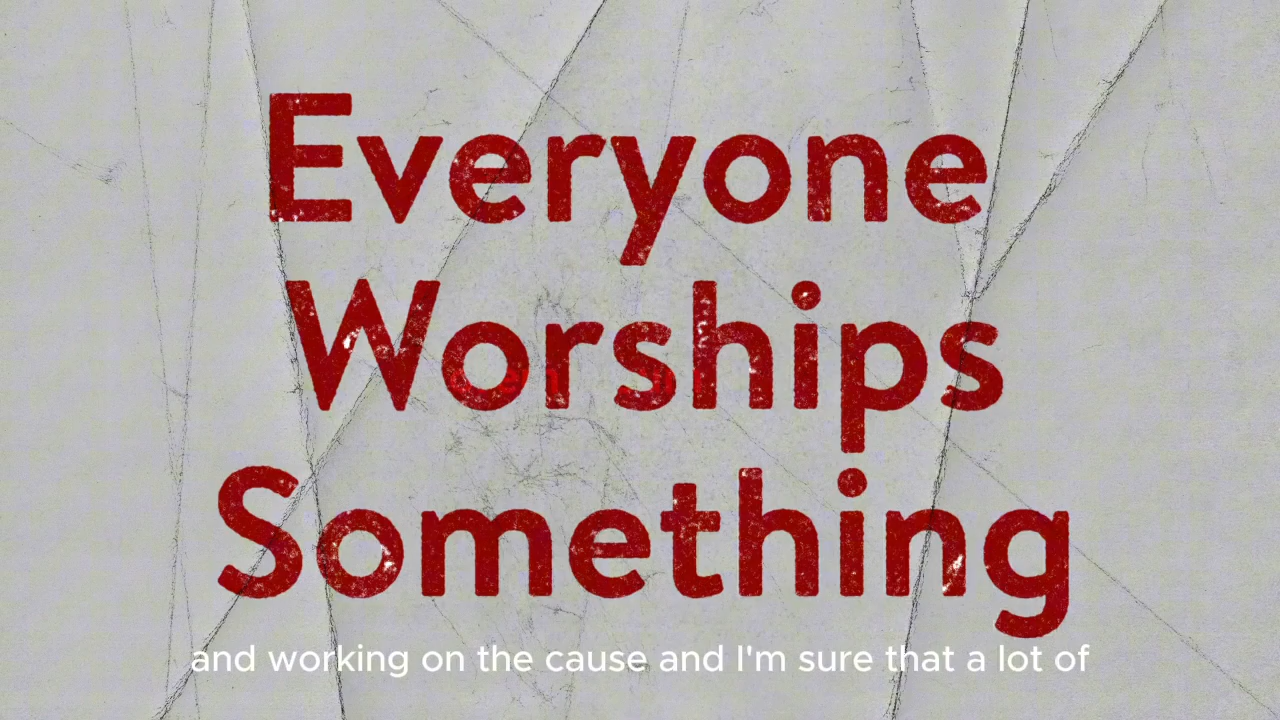 Everyone
Worships
Something
and working on the cause and I'm sure that a lot of